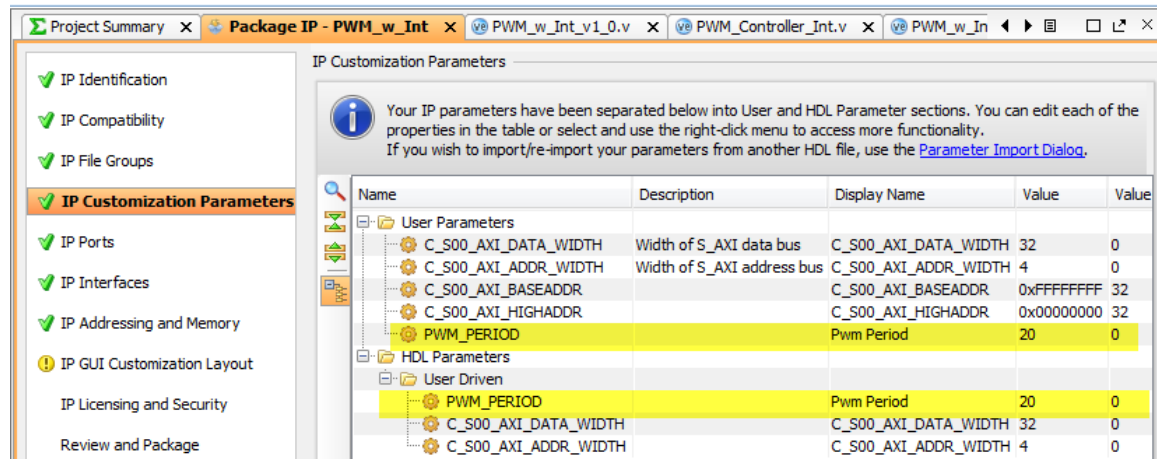 Project Summary X Package IP - PWM_w_Int X PWM_w_Int_v1_0.v X PWM_Controller_Int.v X PWM_w_In
IP Identification
IP Compatibility
IP File Groups
IP Customization Parameters
IP Ports
IP Interfaces
IP Addressing and Memory
IP GUI Customization Layout
IP Licensing and Security
Review and Package
IP Customization Parameters
Your IP parameters have been separated below into User and HDL Parameter sections. You can edit each of the
properties in the table or select and use the right-click menu to access more functionality.
If you wish to import/re-import your parameters from another HDL file, use the Parameter Import Dialog.
Name Description Display Name Value Value
User Parameters
C_S00_AXI_DATA_WIDTH Width of S_AXI data bus C_S00_AXI_DATA_WIDTH 32 0
C_S00_AXI_ADDR_WIDTH Width of S_AXI address bus C_S00_AXI_ADDR_WIDTH 4 0
C_S00_AXI_BASEADDR C_S00_AXI_BASEADDR 0xFFFFFFFF 32
C_S00_AXI_HIGHADDR C_S00_AXI_HIGHADDR 0x00000000 32
PWM_PERIOD Pwm Period 20 0
HDL Parameters
User Driven
PWM_PERIOD Pwm Period 20 0
C_S00_AXI_DATA_WIDTH C_S00_AXI_DATA_WIDTH 32 0
C_S00_AXI_ADDR_WIDTH C_S00_AXI_ADDR_WIDTH 4 0